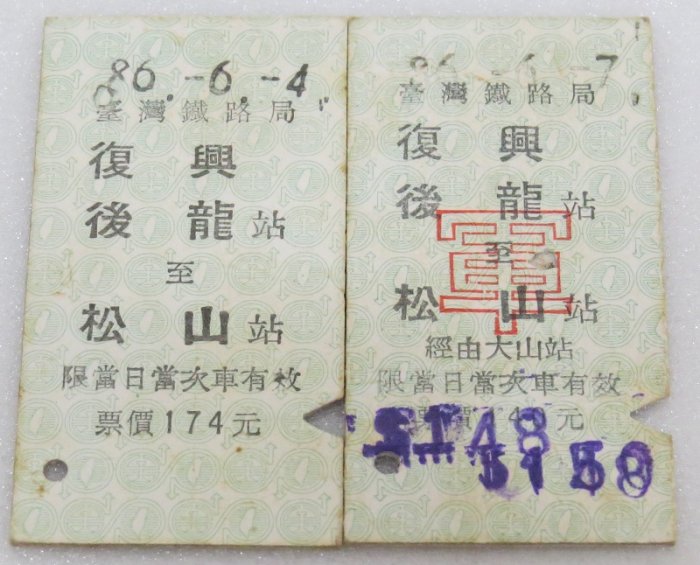 86.-6.-4
臺灣鐵路局
復興
後龍站
至
松山站
限當日當次車有效
票價174元
86.-6.-7
臺灣鐵路局
復興
後龍站
軍
至
松山站
經由大山站
限當日當次車有效